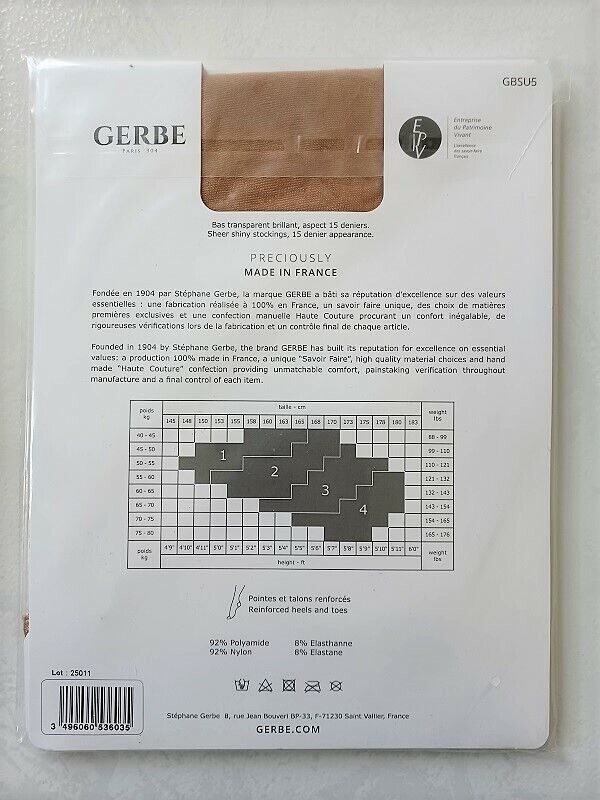 GBSU5
GERBE
PARIS 1904
EPV
Entreprise
du Patrimoine
Vivant
L'excellence
des savoir-faire
français
Bas transparent brillant, aspect 15 deniers.
Sheer shiny stockings, 15 denier appearance.
PRECIOUSLY
MADE IN FRANCE
Fondée en 1904 par Stéphane Gerbe, la marque GERBE a bâti sa réputation d'excellence sur des valeurs
essentielles : une fabrication réalisée à 100% en France, un savoir faire unique, des choix de matières
premières exclusives et une confection manuelle Haute Couture procurant un confort inégalable, de
rigoureuses vérifications lors de la fabrication et un contrôle final de chaque article.
Founded in 1904 by Stéphane Gerbe, the brand GERBE has built its reputation for excellence on essential
values: a production 100% made in France, a unique "Savoir Faire", high quality material choices and hand
made "Haute Couture" confection providing unmatchable comfort, painstaking verification throughout
manufacture and a final control of each item.
poids kg taille - cm weight lbs
145 148 150 153 155 158 160 163 165 168 170 173 175 178 180 183
40 - 45 88 - 99
45 - 50 1 99 - 110
50 - 55 2 110 - 121
55 - 60 121 - 132
60 - 65 3 132 - 143
65 - 70 4 143 - 154
70 - 75 154 - 165
75 - 80 165 - 176
poids kg 4'9" 4'10" 4'11" 5'0" 5'1" 5'2" 5'3" 5'4" 5'5" 5'6" 5'7" 5'8" 5'9" 5'10" 5'11" 6'0" weight lbs
height - ft
Pointes et talons renforcés
Reinforced heels and toes
92% Polyamide 8% Elasthanne
92% Nylon 8% Elastane
Lot : 25011
3 496060 536035
Stéphane Gerbe 8, rue Jean Bouveri BP-33, F-71230 Saint Vallier, France
GERBE.COM